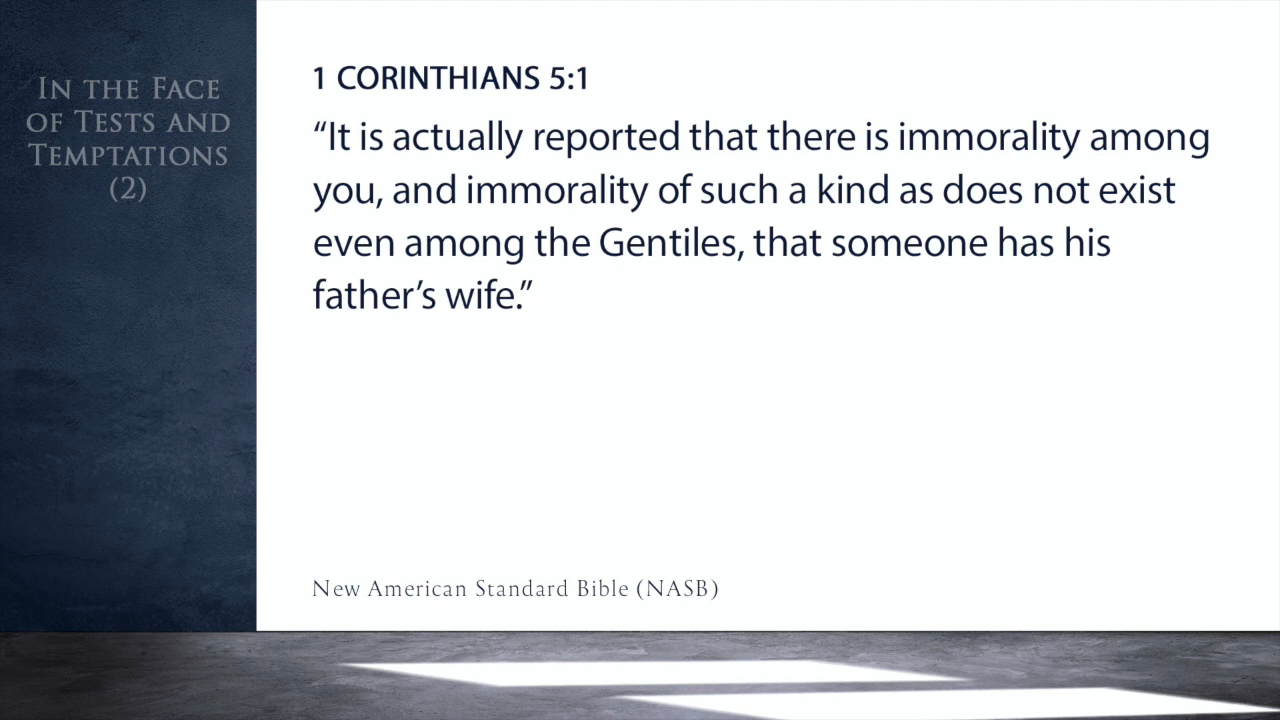 In the Face
of Tests and
Temptations
(2)
1 CORINTHIANS 5:1
“It is actually reported that there is immorality among
you, and immorality of such a kind as does not exist
even among the Gentiles, that someone has his
father’s wife.”
New American Standard Bible (NASB)